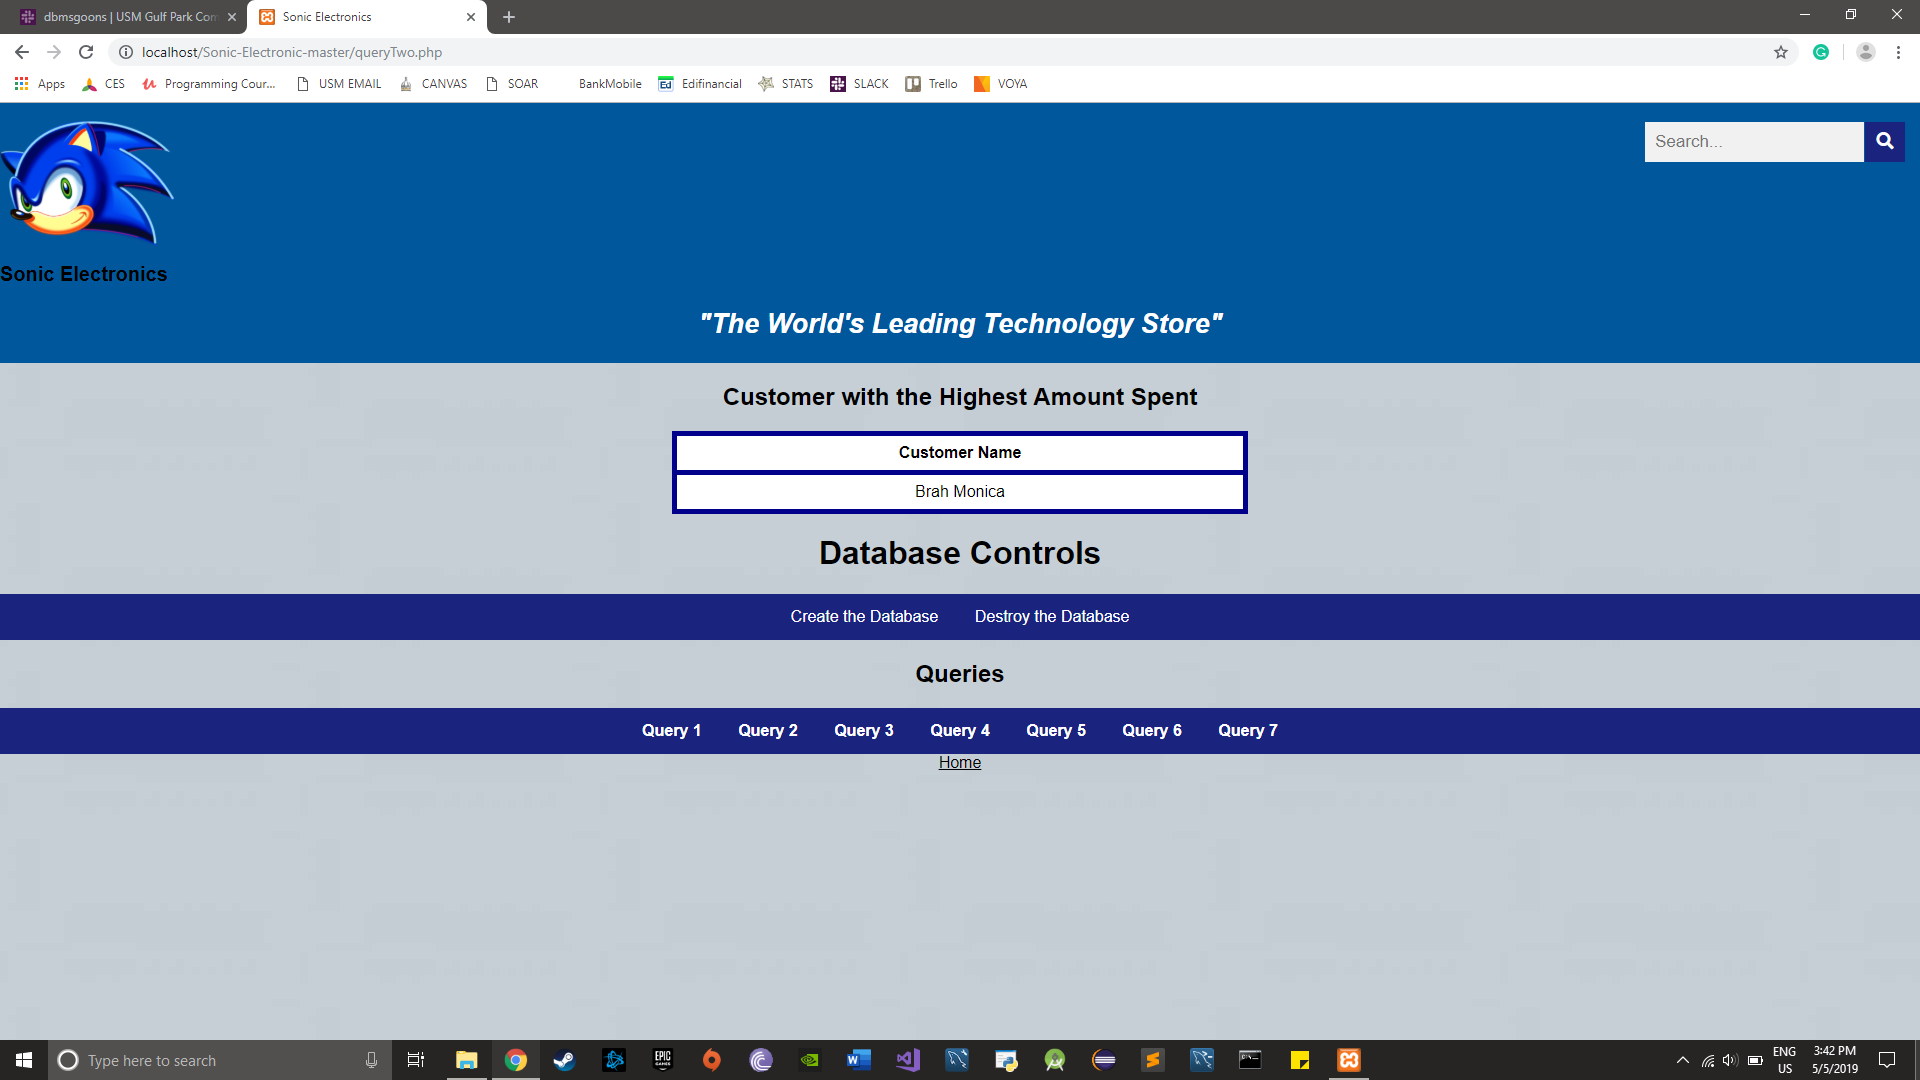 dbmsgoons | USM Gulf Park Con
Sonic Electronics
localhost/Sonic-Electronic-master/queryTwo.php
Apps CES Programming Cour... USM EMAIL CANVAS SOAR BankMobile Edifinancial STATS SLACK Trello VOYA
Search...
Sonic Electronics
"The World's Leading Technology Store"
Customer with the Highest Amount Spent
Customer Name
Brah Monica
Database Controls
Create the Database Destroy the Database
Queries
Query 1 Query 2 Query 3 Query 4 Query 5 Query 6 Query 7
Home
Type here to search
EPIC
GAMES
ENG
US
3:42 PM
5/5/2019